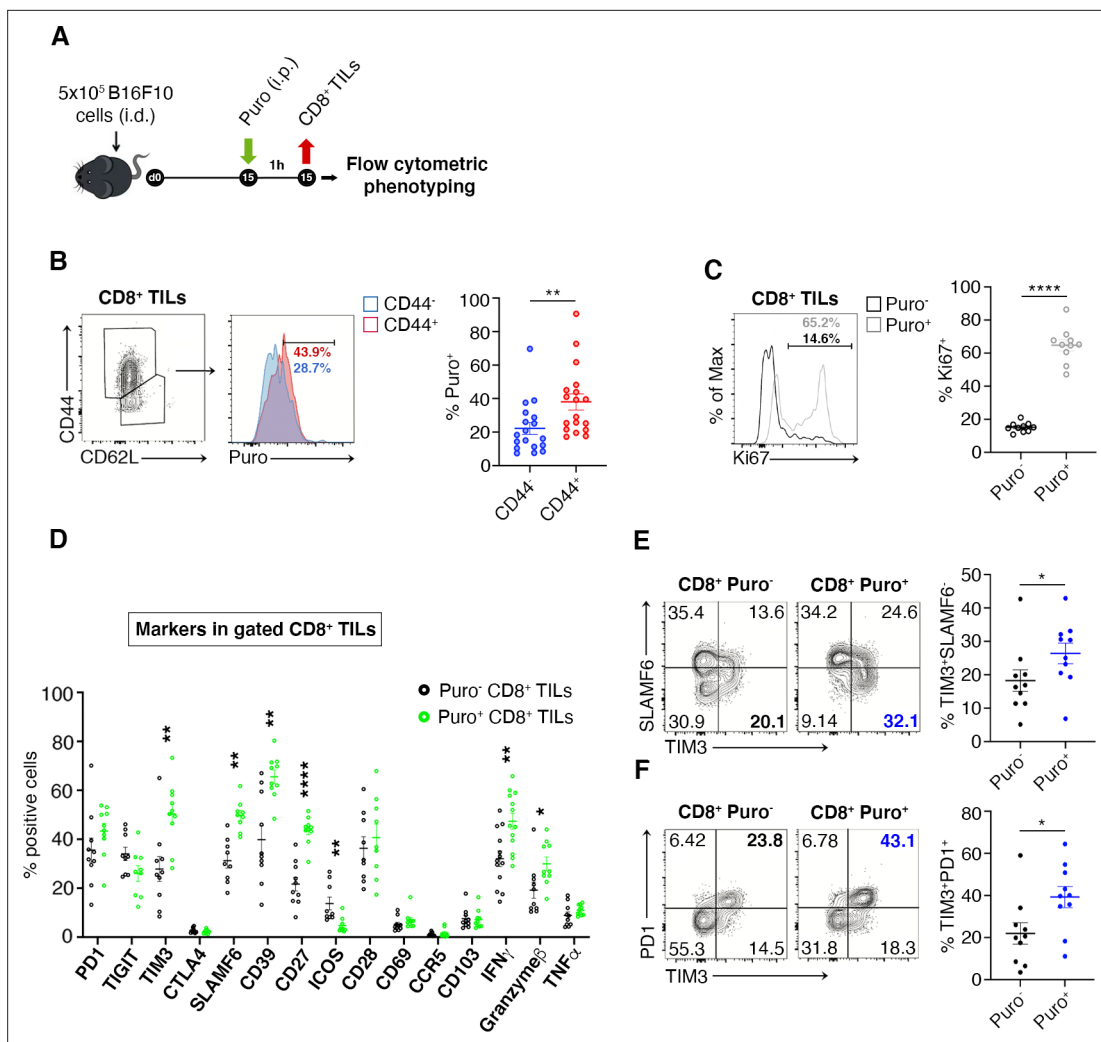 A
5x10⁵ B16F10
cells (i.d.)
Puro (i.p.)
CD8⁺ TILs
d0
15
1h
15
Flow cytometric
phenotyping
B
CD8⁺ TILs
CD44
CD62L
43.9%
28.7%
Puro
CD44⁻
CD44⁺
**
% Puro⁺
100
80
60
40
20
0
CD44⁻
CD44⁺
C
CD8⁺ TILs
Puro⁻
Puro⁺
65.2%
14.6%
% of Max
Ki67
****
% Ki67⁺
100
80
60
40
20
0
Puro⁻
Puro⁺
D
Markers in gated CD8⁺ TILs
Puro⁻ CD8⁺ TILs
Puro⁺ CD8⁺ TILs
% positive cells
100
80
60
40
20
0
**
**
**
****
**
**
*
PD1
TIGIT
TIM3
CTLA4
SLAMF6
CD39
CD27
ICOS
CD28
CD69
CCR5
CD103
IFNγ
Granzymeβ
TNFα
E
CD8⁺ Puro⁻
CD8⁺ Puro⁺
35.4 13.6
34.2 24.6
30.9 20.1
9.14 32.1
SLAMF6
TIM3
*
% TIM3⁺SLAMF6⁻
50
40
30
20
10
0
Puro⁻
Puro⁺
F
CD8⁺ Puro⁻
CD8⁺ Puro⁺
6.42 23.8
6.78 43.1
55.3 14.5
31.8 18.3
PD1
TIM3
*
% TIM3⁺PD1⁺
80
60
40
20
0
Puro⁻
Puro⁺